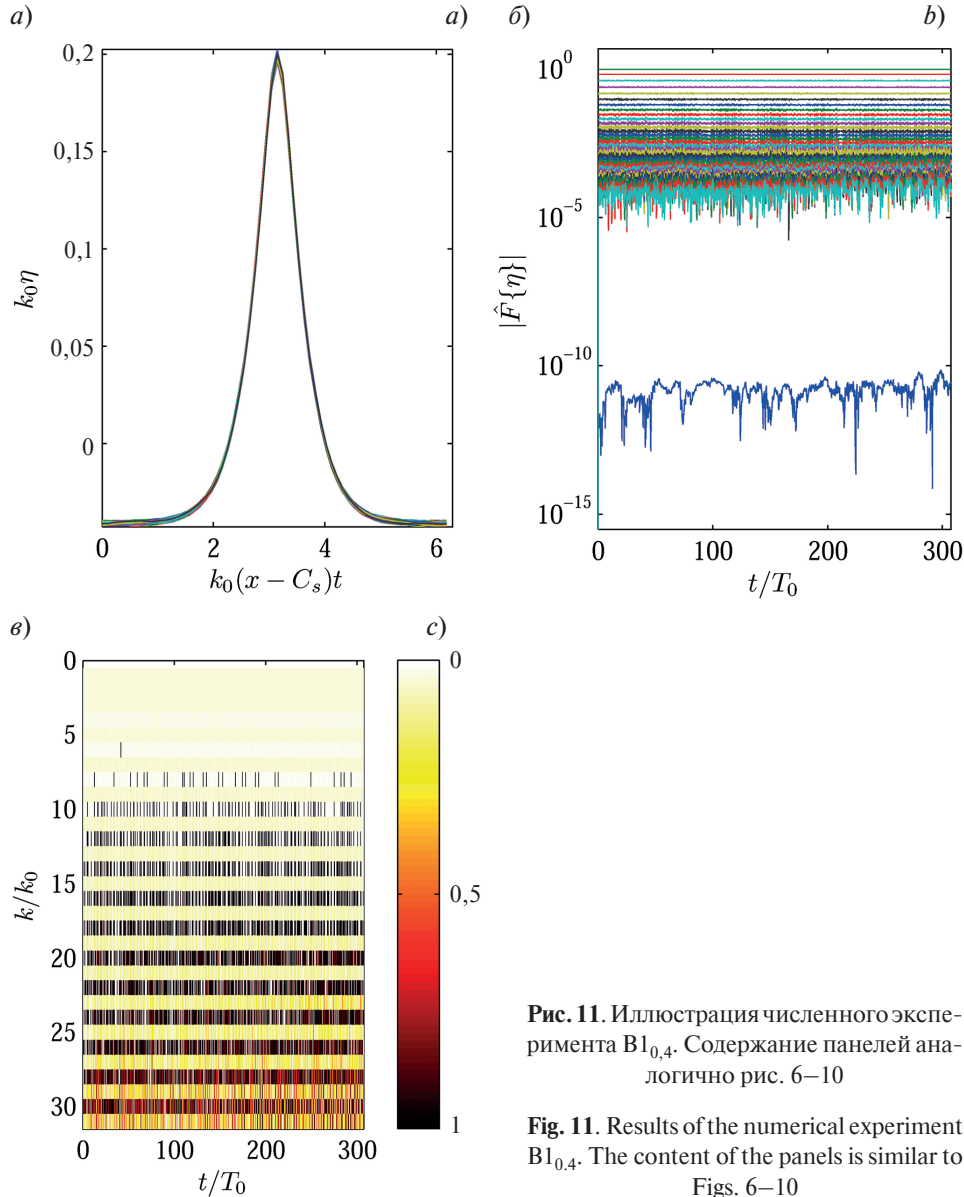 а)
a)
0,2
0,15
0,1
0,05
0
k₀η
0
2
4
6
k₀(x − Cₛ)t
б)
b)
10⁰
10⁻⁵
10⁻¹⁰
10⁻¹⁵
|F̂{η}|
0
100
200
300
t/T₀
в)
c)
0
5
10
15
20
25
30
k/k₀
0
100
200
300
t/T₀
0
0,5
1
Рис. 11. Иллюстрация численного экспе-
римента B1₀,₄. Содержание панелей ана-
логично рис. 6–10
Fig. 11. Results of the numerical experiment
B1₀.₄. The content of the panels is similar to
Figs. 6–10